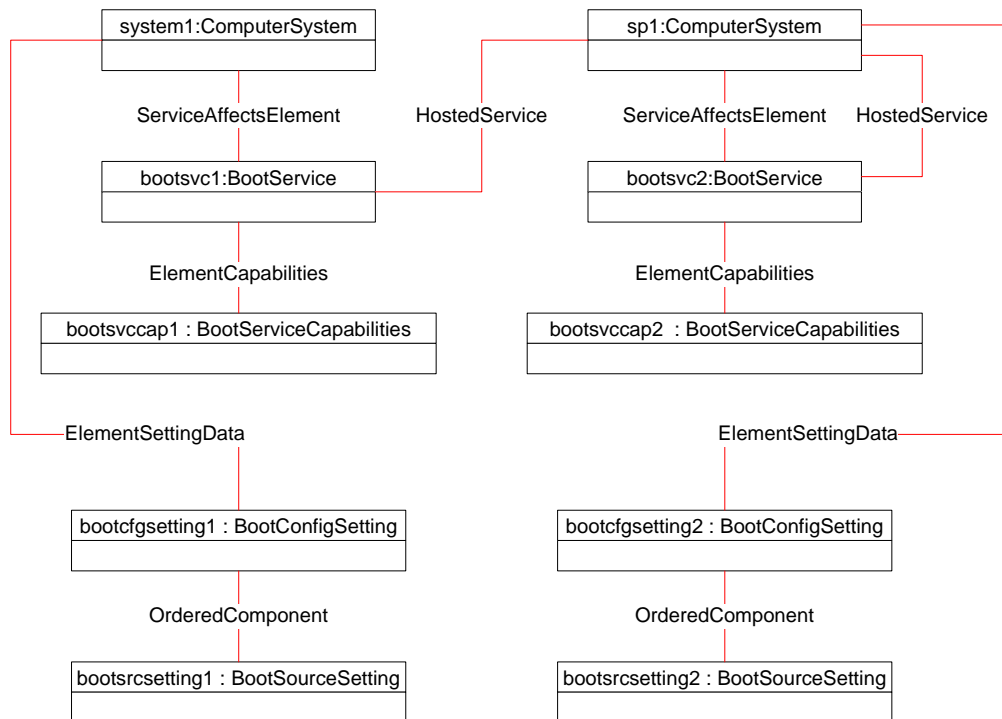 system1:ComputerSystem
sp1:ComputerSystem
ServiceAffectsElement
HostedService
ServiceAffectsElement
HostedService
bootsvc1:BootService
bootsvc2:BootService
ElementCapabilities
ElementCapabilities
bootsvccap1 : BootServiceCapabilities
bootsvccap2 : BootServiceCapabilities
ElementSettingData
ElementSettingData
bootcfgsetting1 : BootConfigSetting
bootcfgsetting2 : BootConfigSetting
OrderedComponent
OrderedComponent
bootsrcsetting1 : BootSourceSetting
bootsrcsetting2 : BootSourceSetting